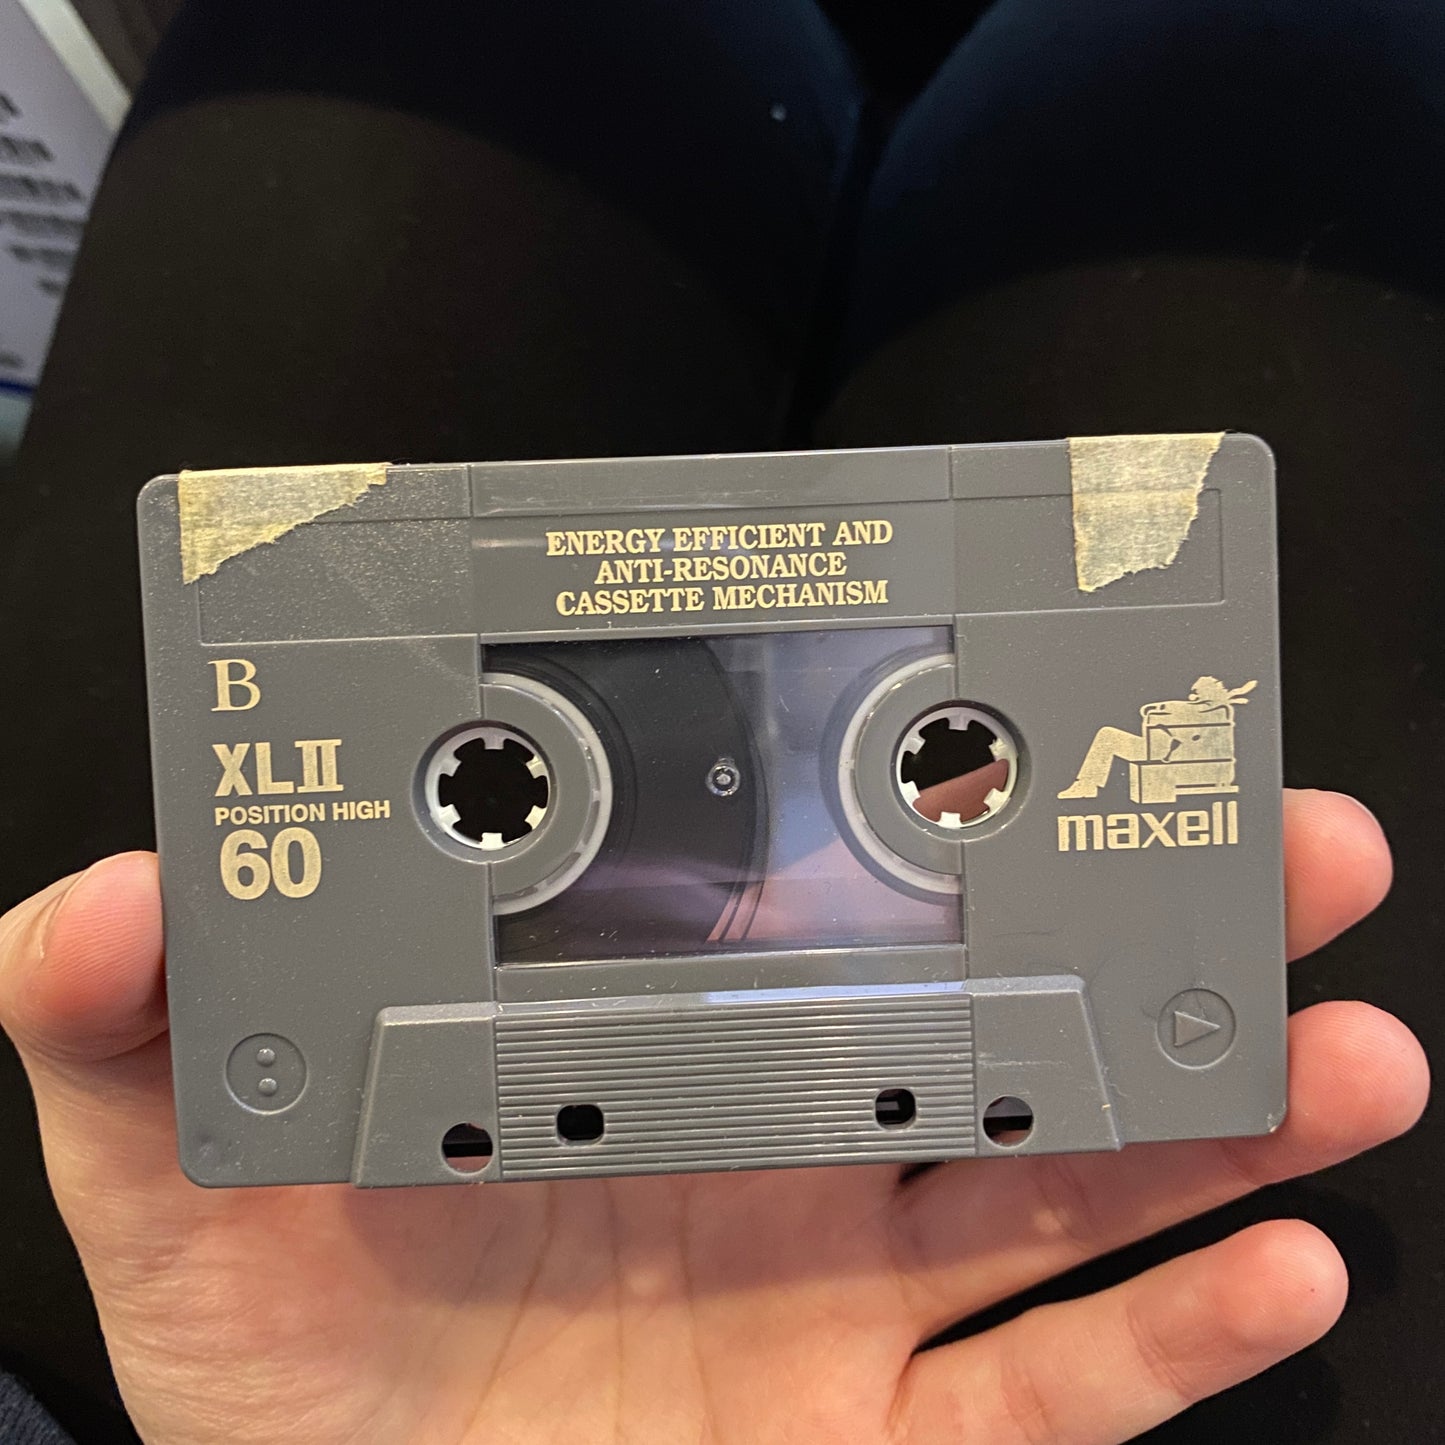 ENERGY EFFICIENT AND
ANTI-RESONANCE
CASSETTE MECHANISM
B
XLII
POSITION HIGH
60
maxell